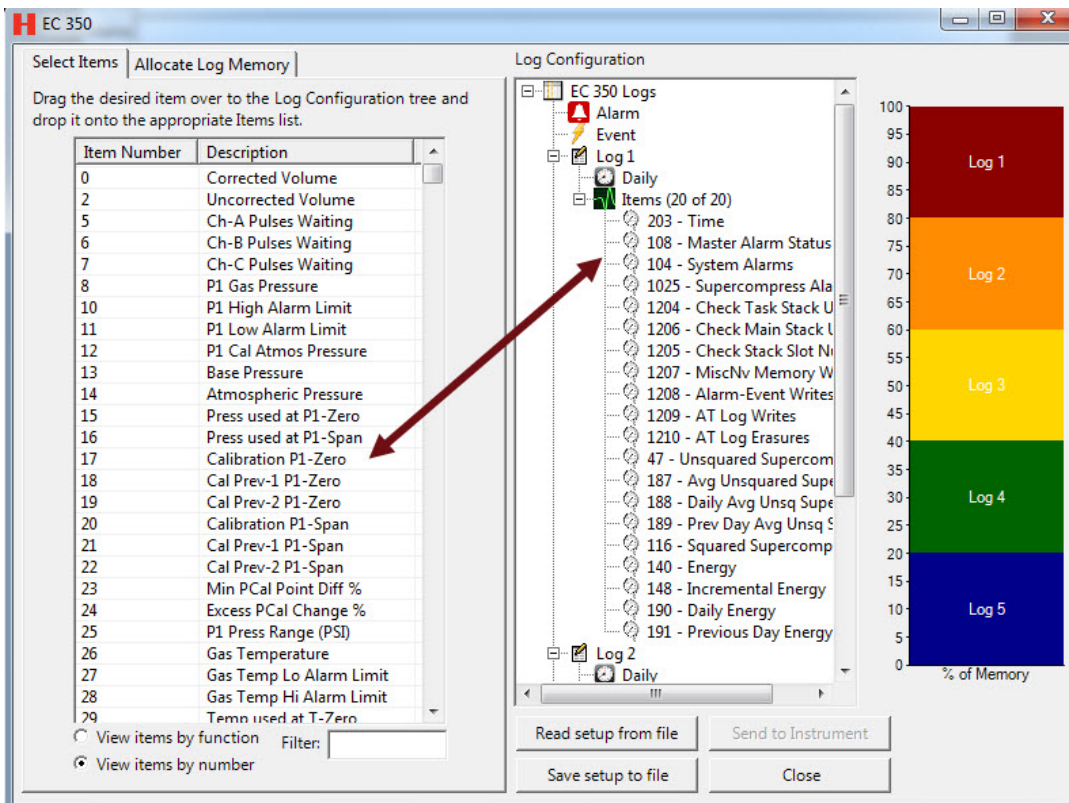 EC 350
Select Items
Allocate Log Memory
Drag the desired item over to the Log Configuration tree and
drop it onto the appropriate Items list.
Item Number Description
0 Corrected Volume
2 Uncorrected Volume
5 Ch-A Pulses Waiting
6 Ch-B Pulses Waiting
7 Ch-C Pulses Waiting
8 P1 Gas Pressure
10 P1 High Alarm Limit
11 P1 Low Alarm Limit
12 P1 Cal Atmos Pressure
13 Base Pressure
14 Atmospheric Pressure
15 Press used at P1-Zero
16 Press used at P1-Span
17 Calibration P1-Zero
18 Cal Prev-1 P1-Zero
19 Cal Prev-2 P1-Zero
20 Calibration P1-Span
21 Cal Prev-1 P1-Span
22 Cal Prev-2 P1-Span
23 Min PCal Point Diff %
24 Excess PCal Change %
25 P1 Press Range (PSI)
26 Gas Temperature
27 Gas Temp Lo Alarm Limit
28 Gas Temp Hi Alarm Limit
29 Temp used at T-Zero
View items by function
Filter:
View items by number
Log Configuration
EC 350 Logs
Alarm
Event
Log 1
Daily
Items (20 of 20)
203 - Time
108 - Master Alarm Status
104 - System Alarms
1025 - Supercompress Ala
1204 - Check Task Stack U
1206 - Check Main Stack U
1205 - Check Stack Slot Nu
1207 - MiscNv Memory W
1208 - Alarm-Event Writes
1209 - AT Log Writes
1210 - AT Log Erasures
47 - Unsquared Supercom
187 - Avg Unsquared Supe
188 - Daily Avg Unsq Supe
189 - Prev Day Avg Unsq S
116 - Squared Supercomp
140 - Energy
148 - Incremental Energy
190 - Daily Energy
191 - Previous Day Energy
Log 2
Daily
Read setup from file
Send to Instrument
Save setup to file
Close
100
95
90
85
80
75
70
65
60
55
50
45
40
35
30
25
20
15
10
5
0
Log 1
Log 2
Log 3
Log 4
Log 5
% of Memory